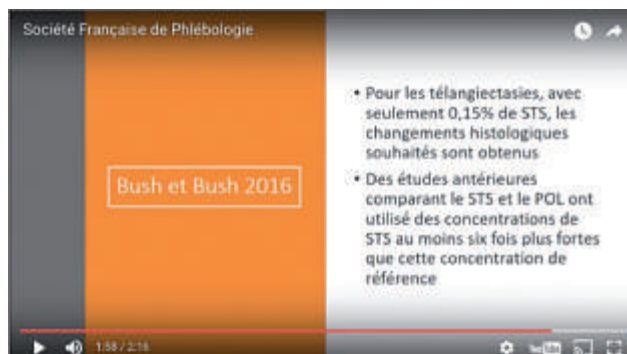 Société Française de Phlébologie
Bush et Bush 2016
• Pour les télangiectasies, avec
seulement 0,15% de STS, les
changements histologiques
souhaités sont obtenus
• Des études antérieures
comparant le STS et le POL ont
utilisé des concentrations de
STS au moins six fois plus fortes
que cette concentration de
référence
1:58 / 2:16